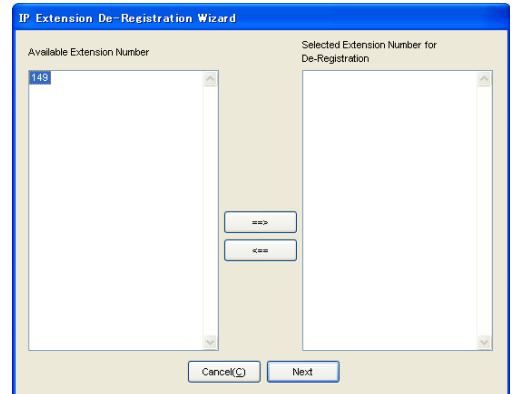 IP Extension De-Registration Wizard
Available Extension Number
Selected Extension Number for
De-Registration
149
==>
<==
Cancel(C)
Next